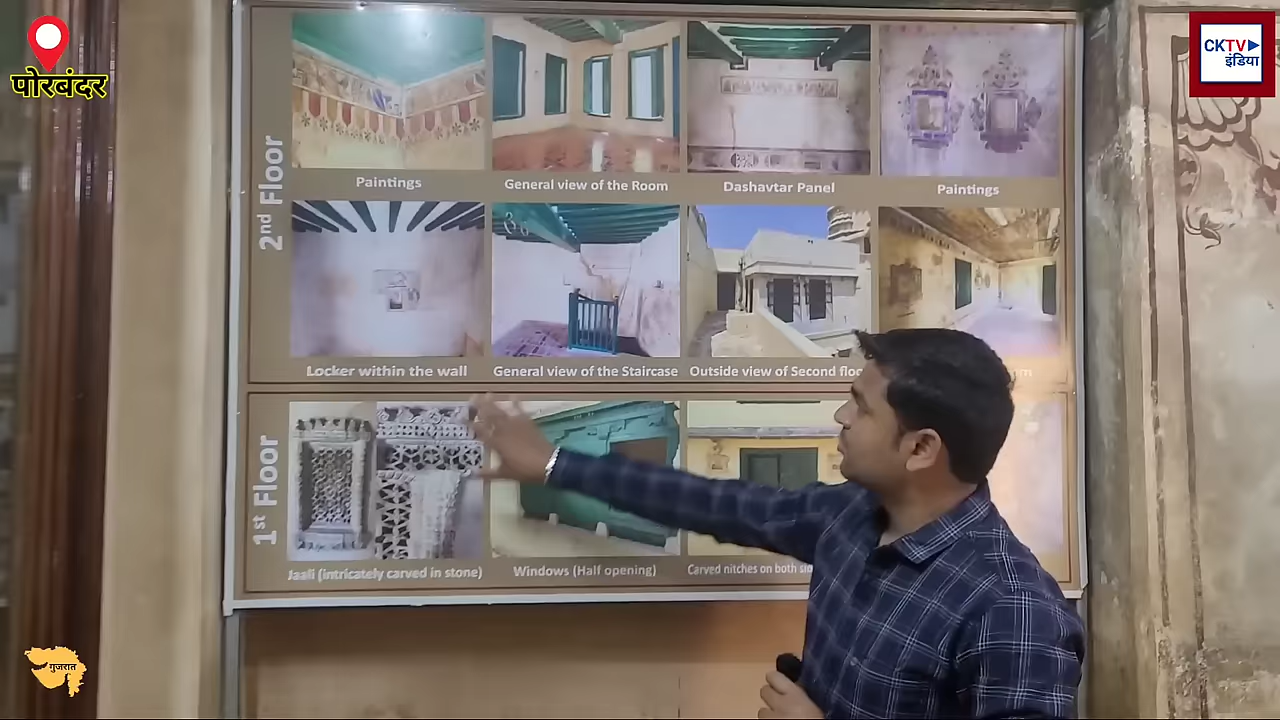 पोरबंदर
CKTV
इंडिया
2nd Floor
Paintings
General view of the Room
Dashavtar Panel
Paintings
Locker within the wall
General view of the Staircase
Outside view of Second
1st Floor
Jaali (intricately carved in stone)
Windows (Half opening)
Carved nitches on both
गुजरात